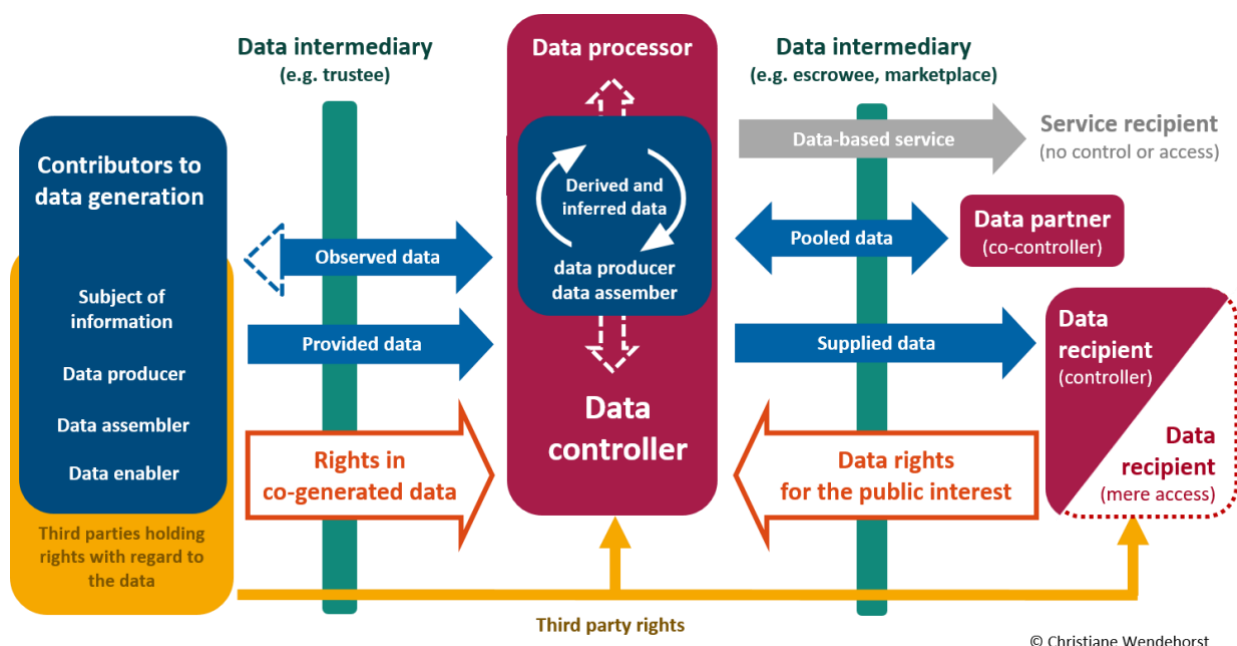 Data intermediary
(e.g. trustee)
Data processor
Data intermediary
(e.g. escrowee, marketplace)
Contributors to
data generation
Subject of
information
Data producer
Data assembler
Data enabler
Third parties holding
rights with regard to
the data
Observed data
Provided data
Rights in
co-generated data
Derived and
inferred data
data producer
data assember
Data
controller
Data-based service
Service recipient
(no control or access)
Pooled data
Data partner
(co-controller)
Supplied data
Data
recipient
(controller)
Data
recipient
(mere access)
Data rights
for the public interest
Third party rights
© Christiane Wendehorst